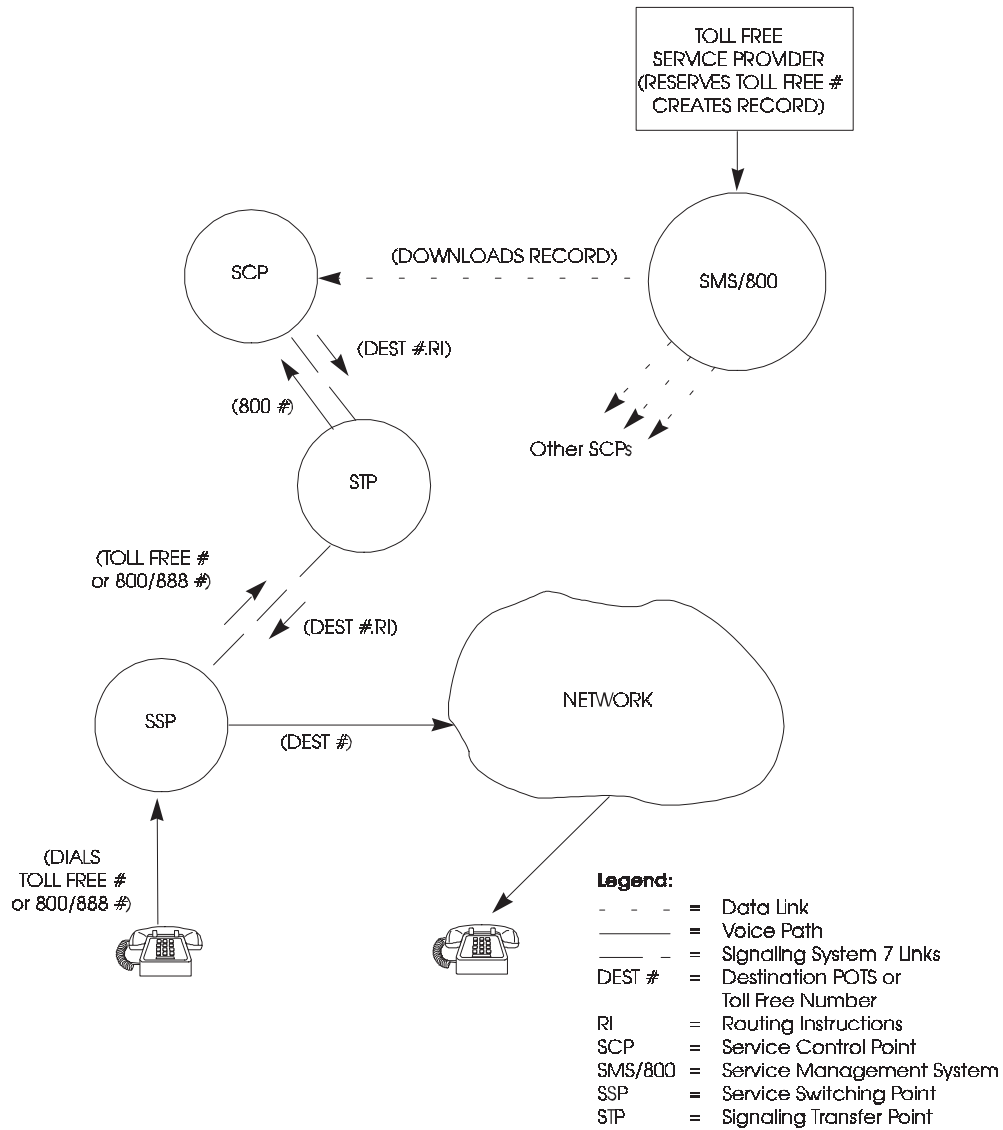 TOLL FREE
SERVICE PROVIDER
(RESERVES TOLL FREE #
CREATES RECORD)
(DOWNLOADS RECORD)
SCP
SMS/800
(DEST #.RI)
(800 #)
Other SCPs
STP
(TOLL FREE #
or 800/888 #)
(DEST #.RI)
NETWORK
SSP
(DEST #)
(DIALS
TOLL FREE #
or 800/888 #)
Legend:
= Data Link
= Voice Path
= Signaling System 7 Links
DEST # = Destination POTS or
Toll Free Number
RI = Routing Instructions
SCP = Service Control Point
SMS/800 = Service Management System
SSP = Service Switching Point
STP = Signaling Transfer Point